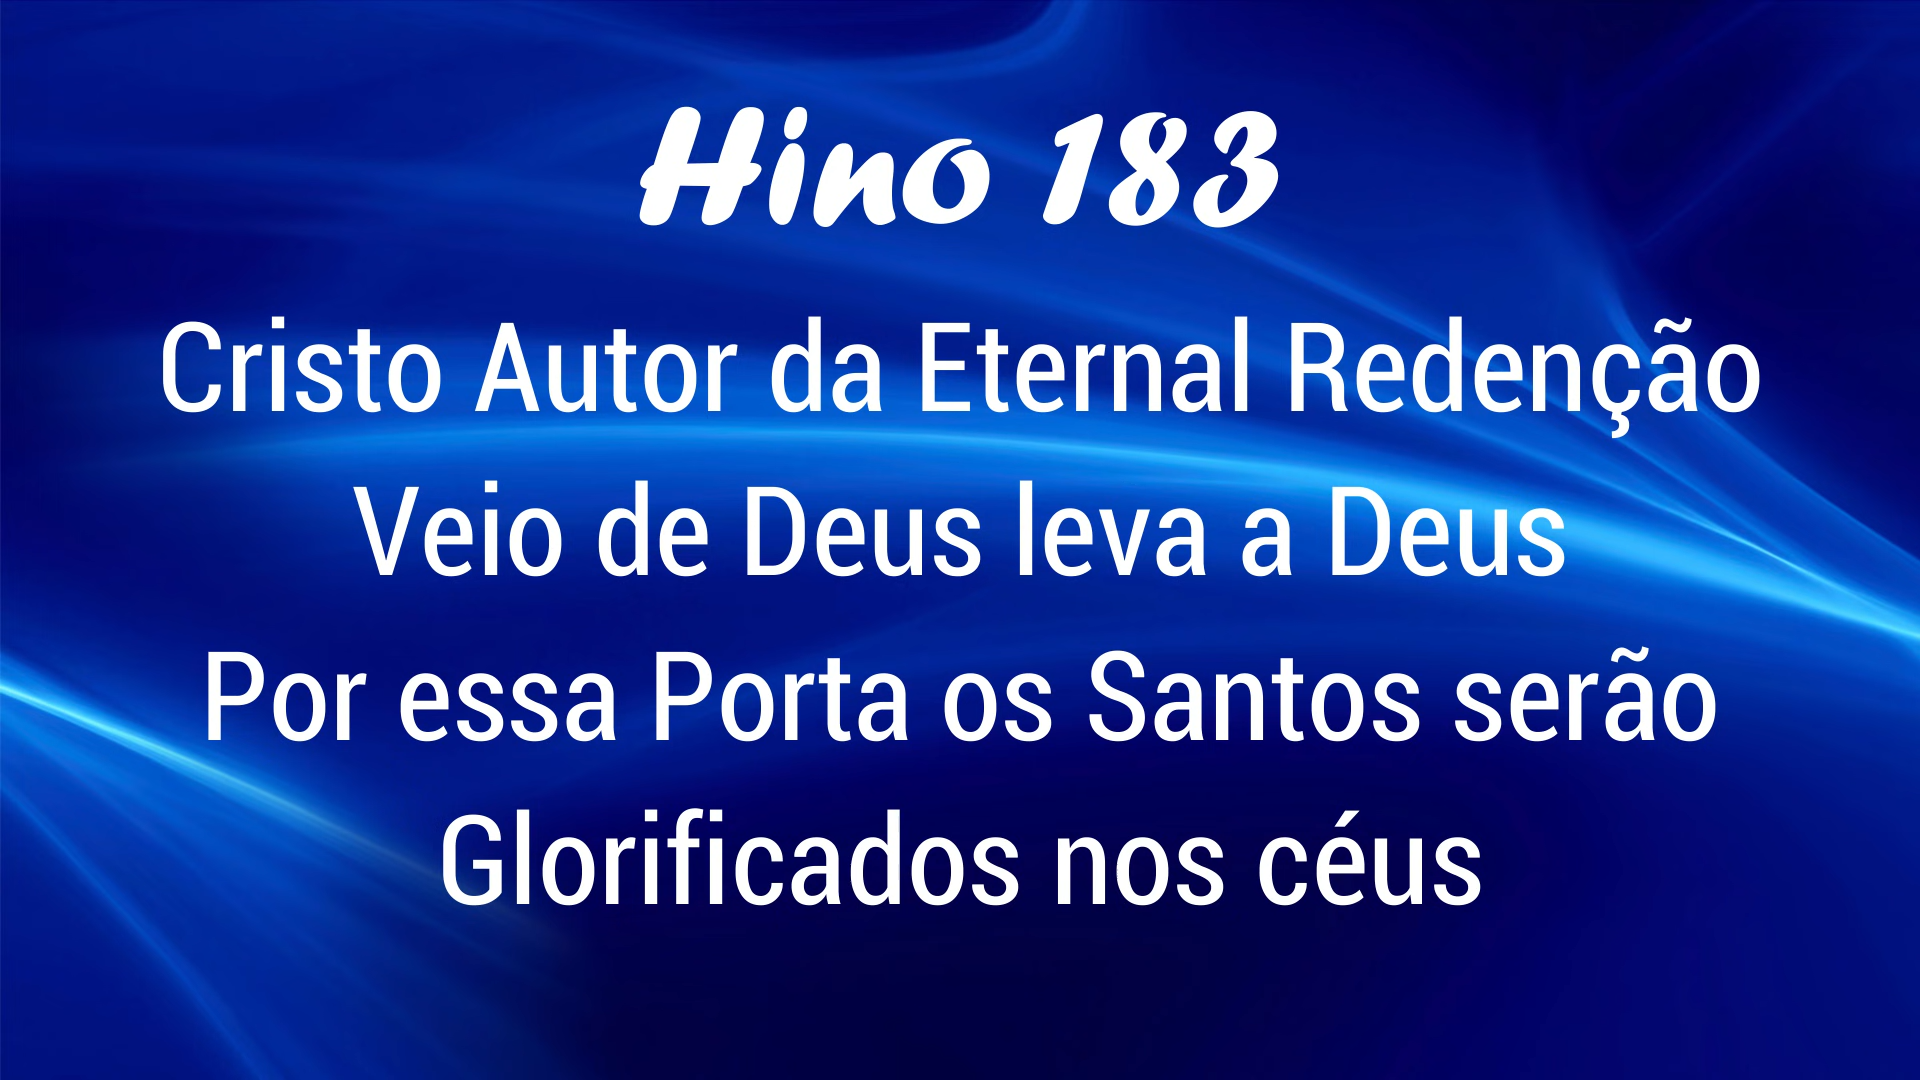 Hino 183
Cristo Autor da Eternal Redenção
Veio de Deus leva a Deus
Por essa Porta os Santos serão
Glorificados nos céus